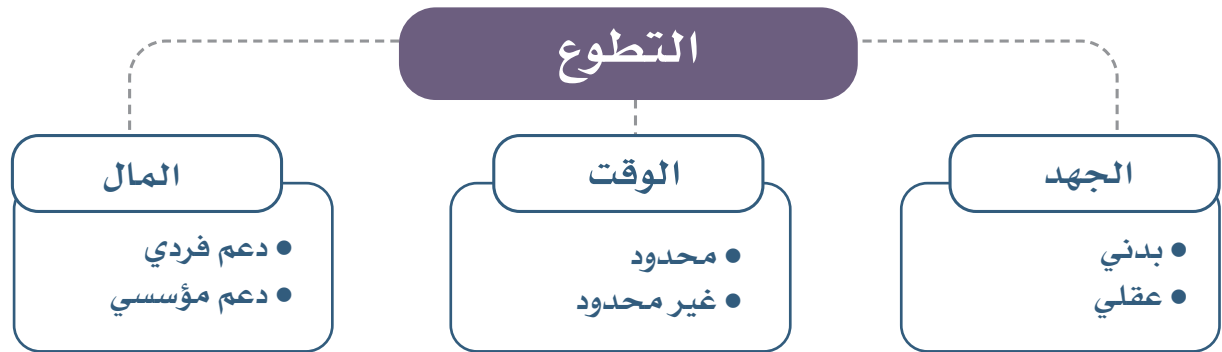 التطوع
الجهد
• بدني
• عقلي
الوقت
• محدود
• غير محدود
المال
• دعم فردي
• دعم مؤسسي